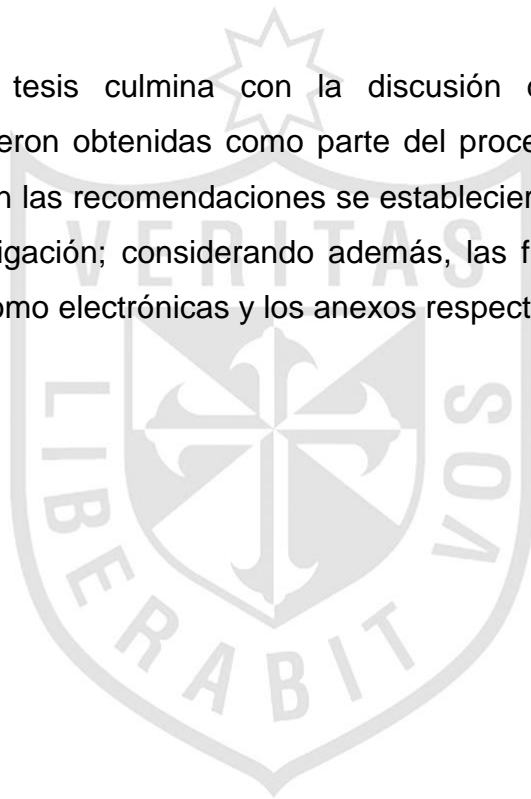 tesis culmina con la discusión
eron obtenidas como parte del proce
las recomendaciones se establecier
igación; considerando además, las f
omo electrónicas y los anexos respect
VERITAS
LIBERABIT VOS